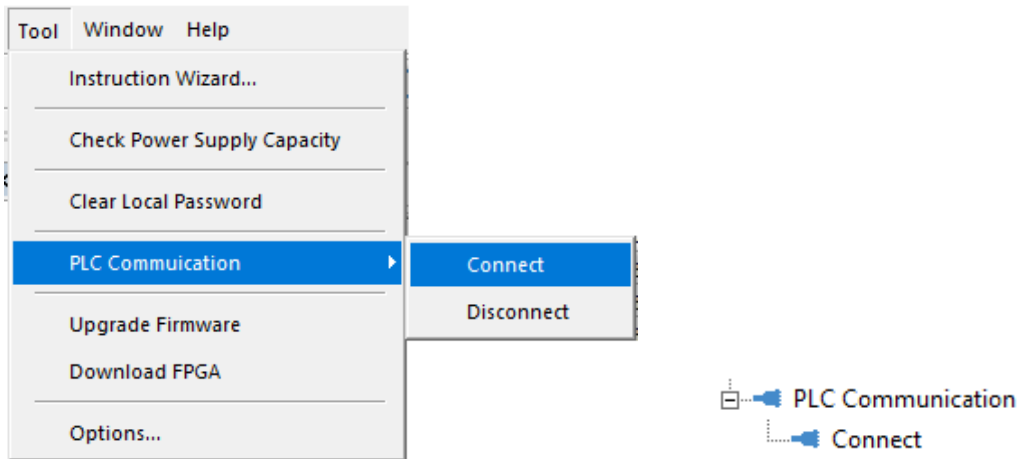 Tool Window Help
Instruction Wizard...
Check Power Supply Capacity
Clear Local Password
PLC Commuication
Connect
Disconnect
Upgrade Firmware
Download FPGA
Options...
PLC Communication
Connect